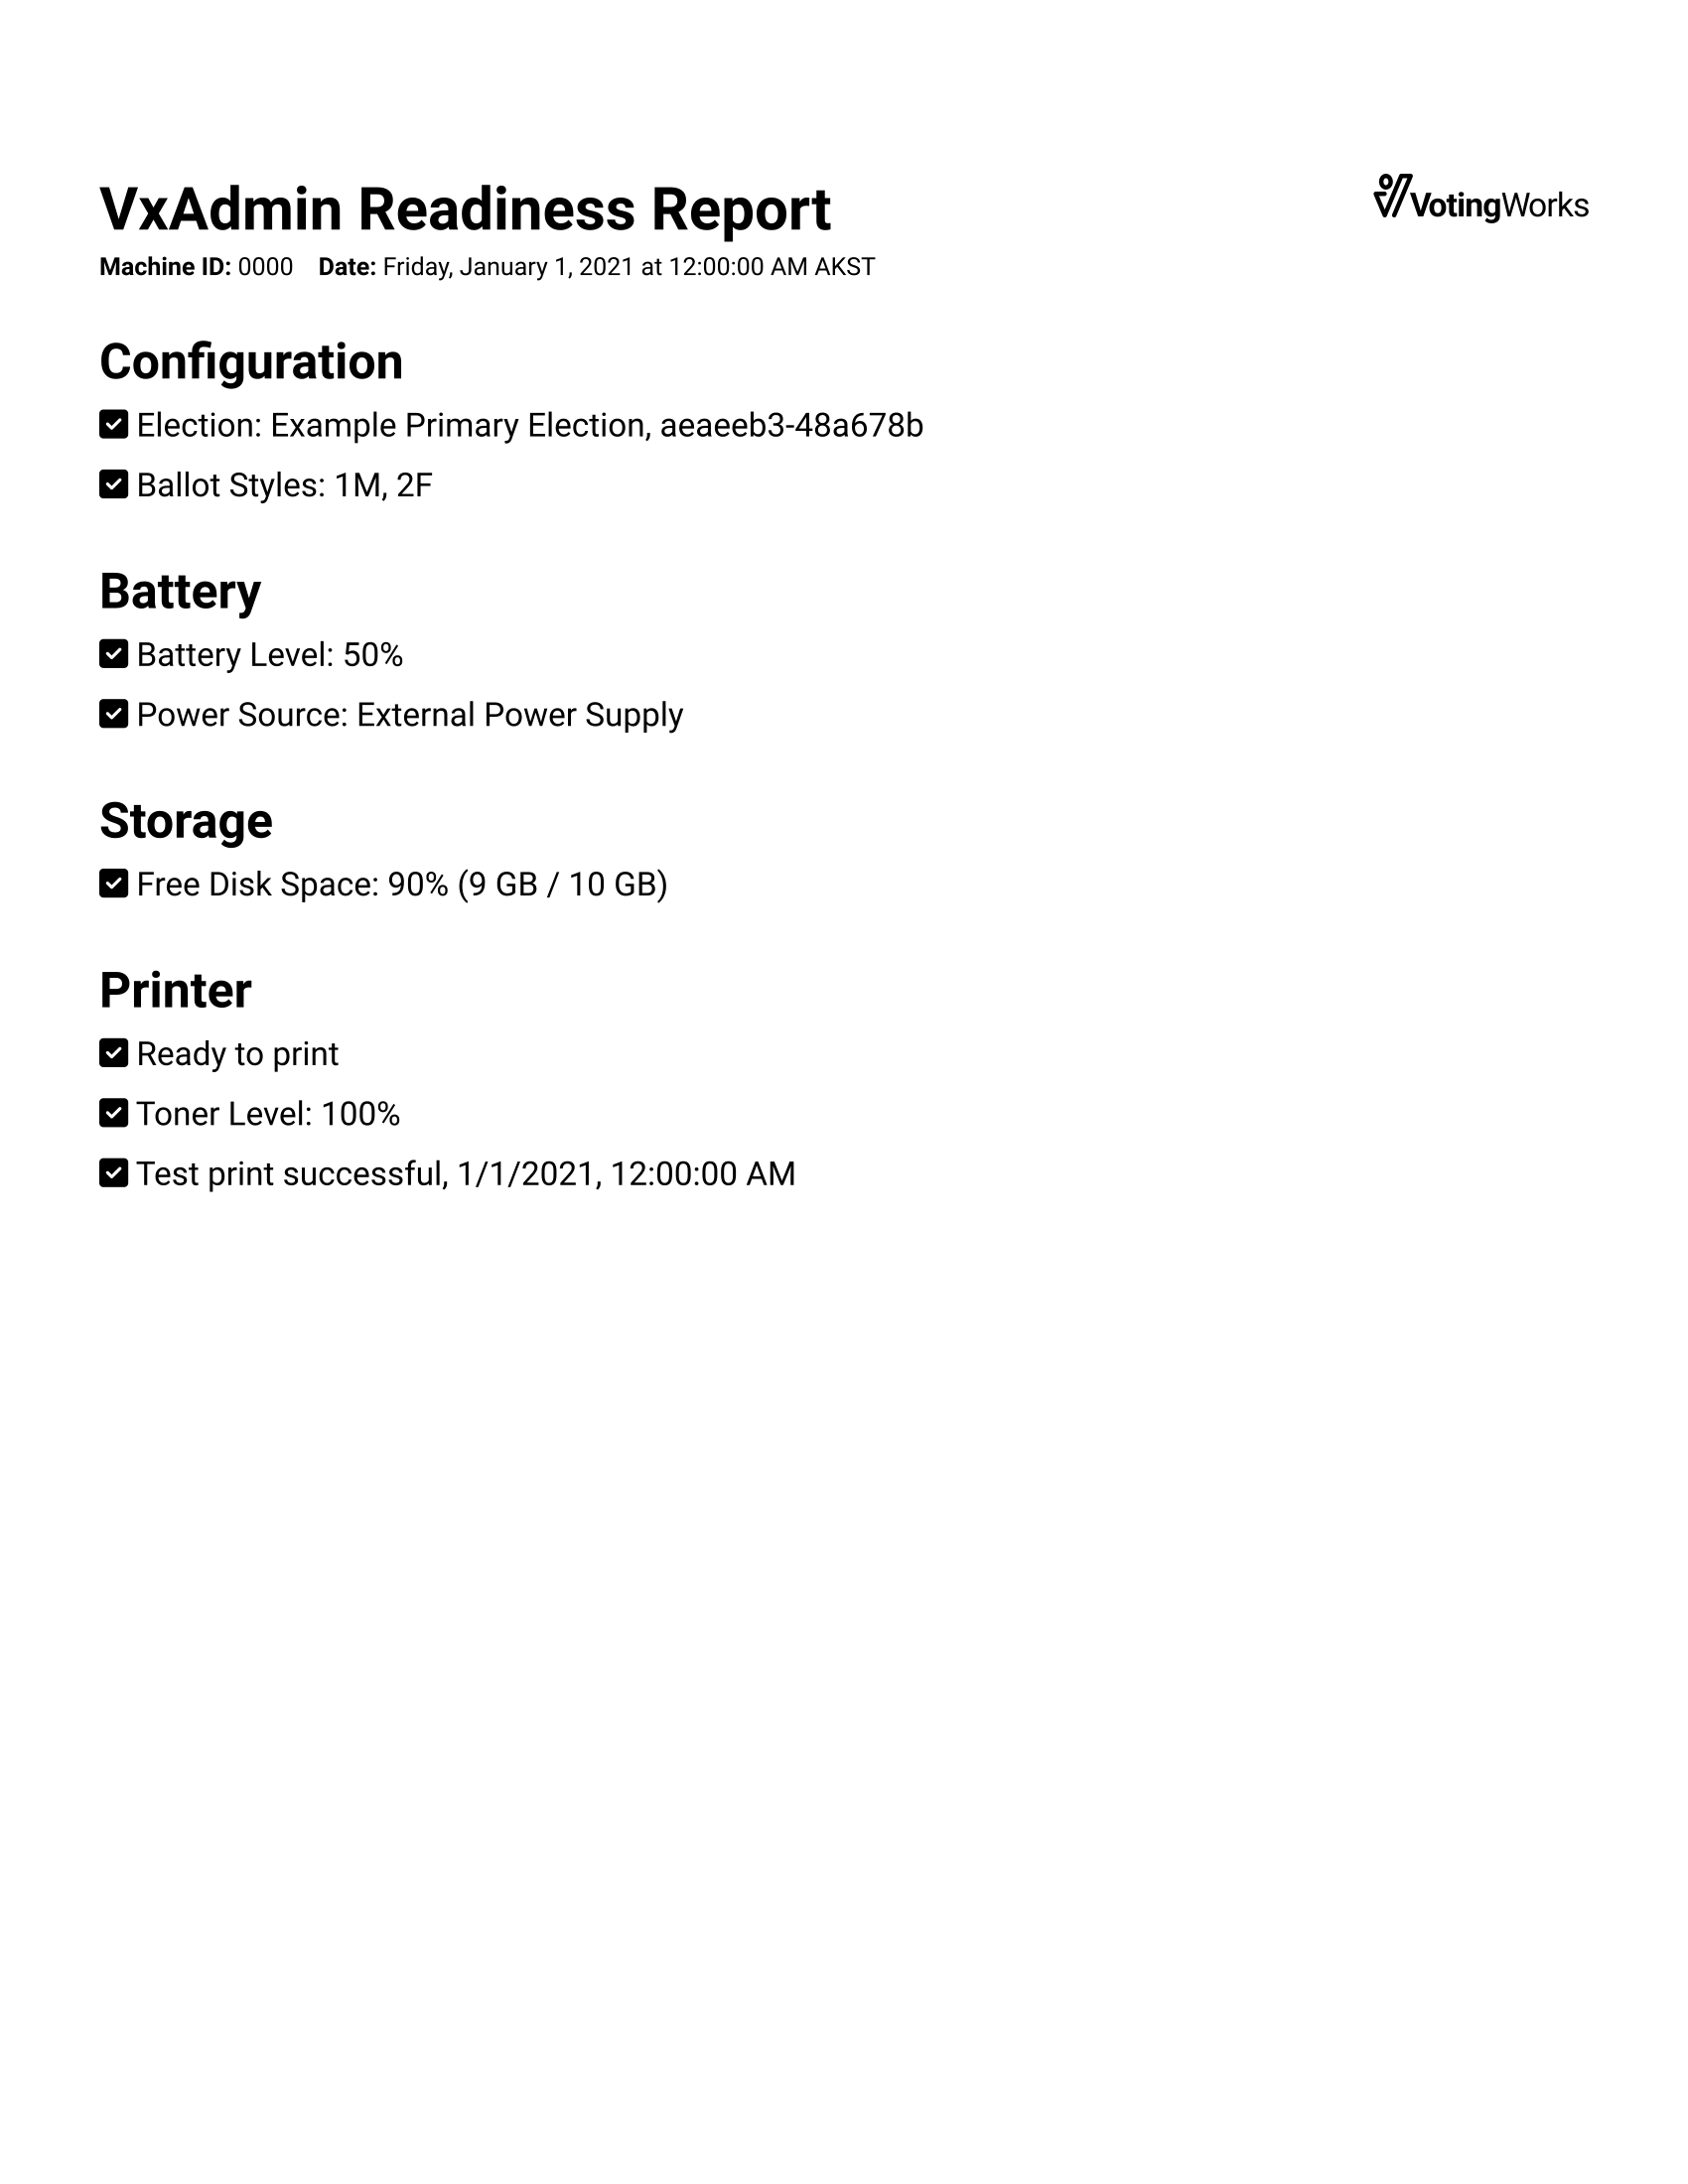 VxAdmin Readiness Report
VotingWorks
Machine ID: 0000 Date: Friday, January 1, 2021 at 12:00:00 AM AKST
Configuration
Election: Example Primary Election, aeaeeb3-48a678b
Ballot Styles: 1M, 2F
Battery
Battery Level: 50%
Power Source: External Power Supply
Storage
Free Disk Space: 90% (9 GB / 10 GB)
Printer
Ready to print
Toner Level: 100%
Test print successful, 1/1/2021, 12:00:00 AM